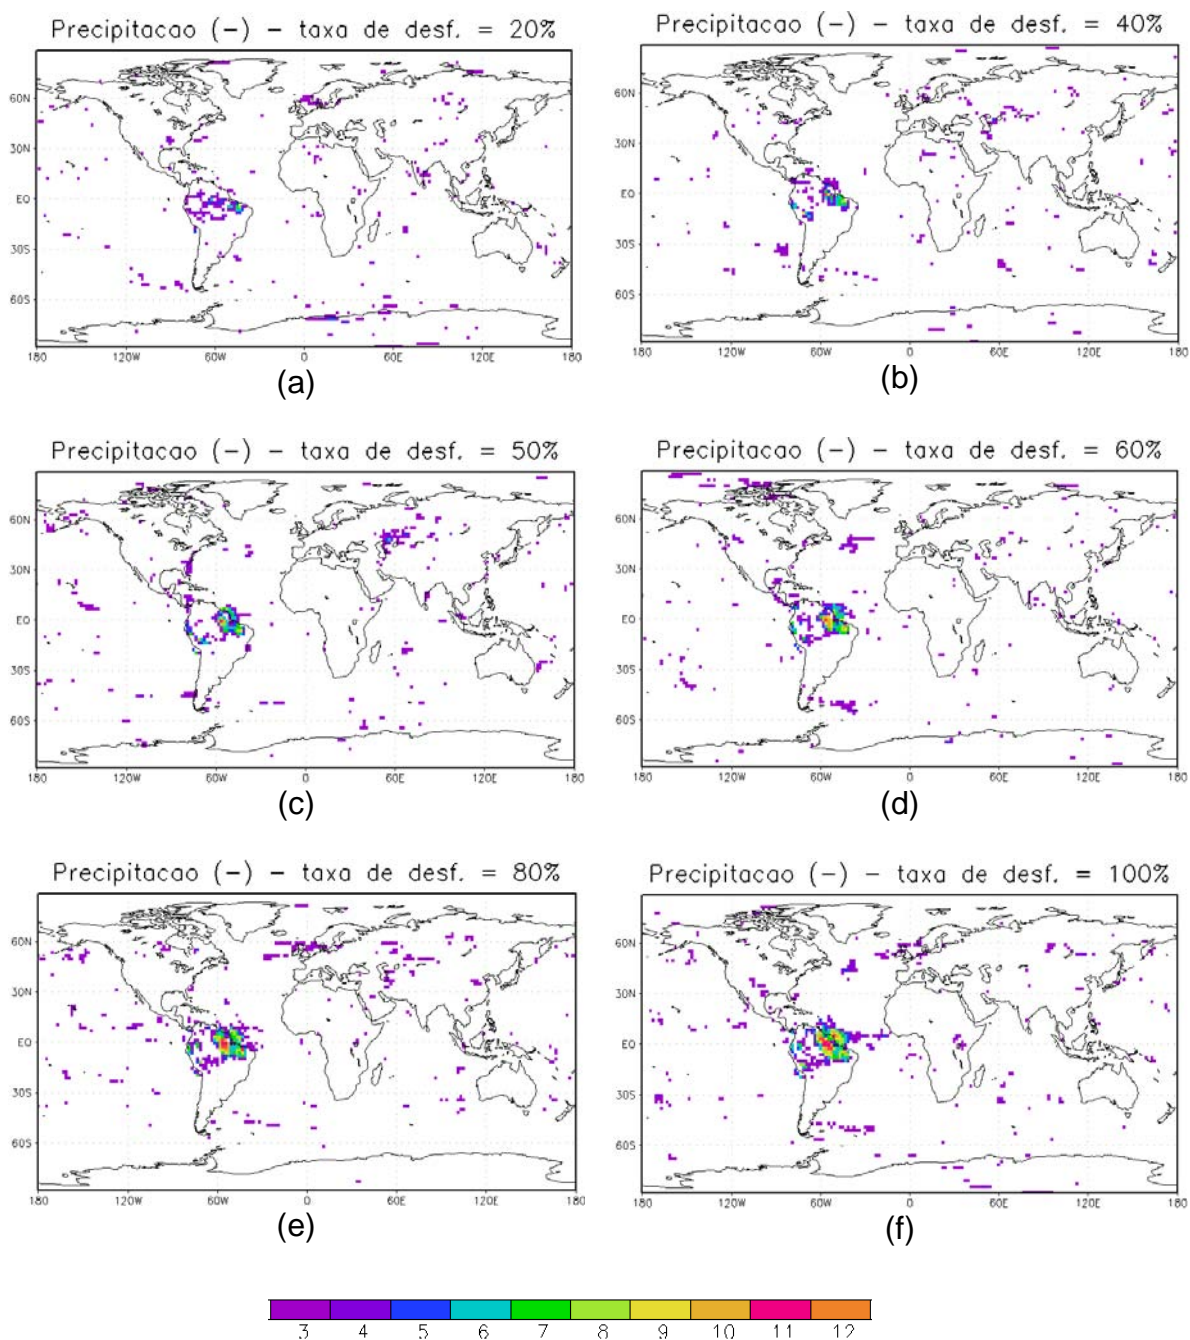 Precipitacao (-) - taxa de desf. = 20%
Precipitacao (-) - taxa de desf. = 40%
60N
30N
EQ
30S
60S
180 120W 60W 0 60E 120E 180
60N
30N
EQ
30S
60S
180 120W 60W 0 60E 120E 180
(a)
(b)
Precipitacao (-) - taxa de desf. = 50%
Precipitacao (-) - taxa de desf. = 60%
60N
30N
EQ
30S
60S
180 120W 60W 0 60E 120E 180
60N
30N
EQ
30S
60S
180 120W 60W 0 60E 120E 180
(c)
(d)
Precipitacao (-) - taxa de desf. = 80%
Precipitacao (-) - taxa de desf. = 100%
60N
30N
EQ
30S
60S
180 120W 60W 0 60E 120E 180
60N
30N
EQ
30S
60S
180 120W 60W 0 60E 120E 180
(e)
(f)
3 4 5 6 7 8 9 10 11 12